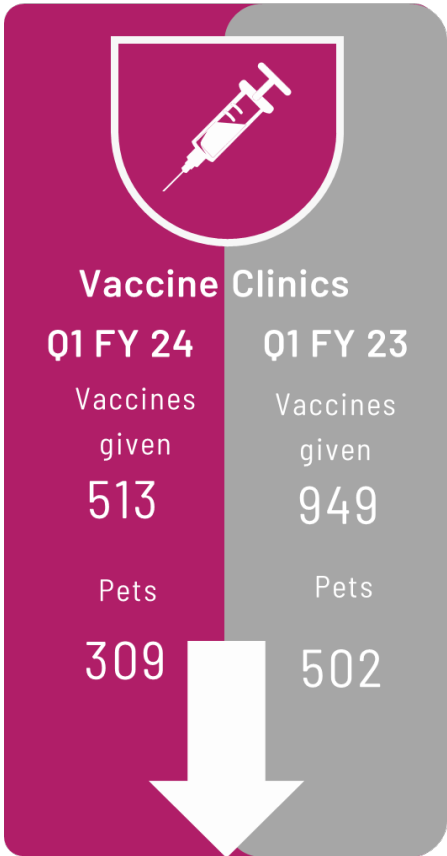 Vaccine Clinics
Q1 FY 24
Vaccines
given
513
Pets
309
Q1 FY 23
Vaccines
given
949
Pets
502